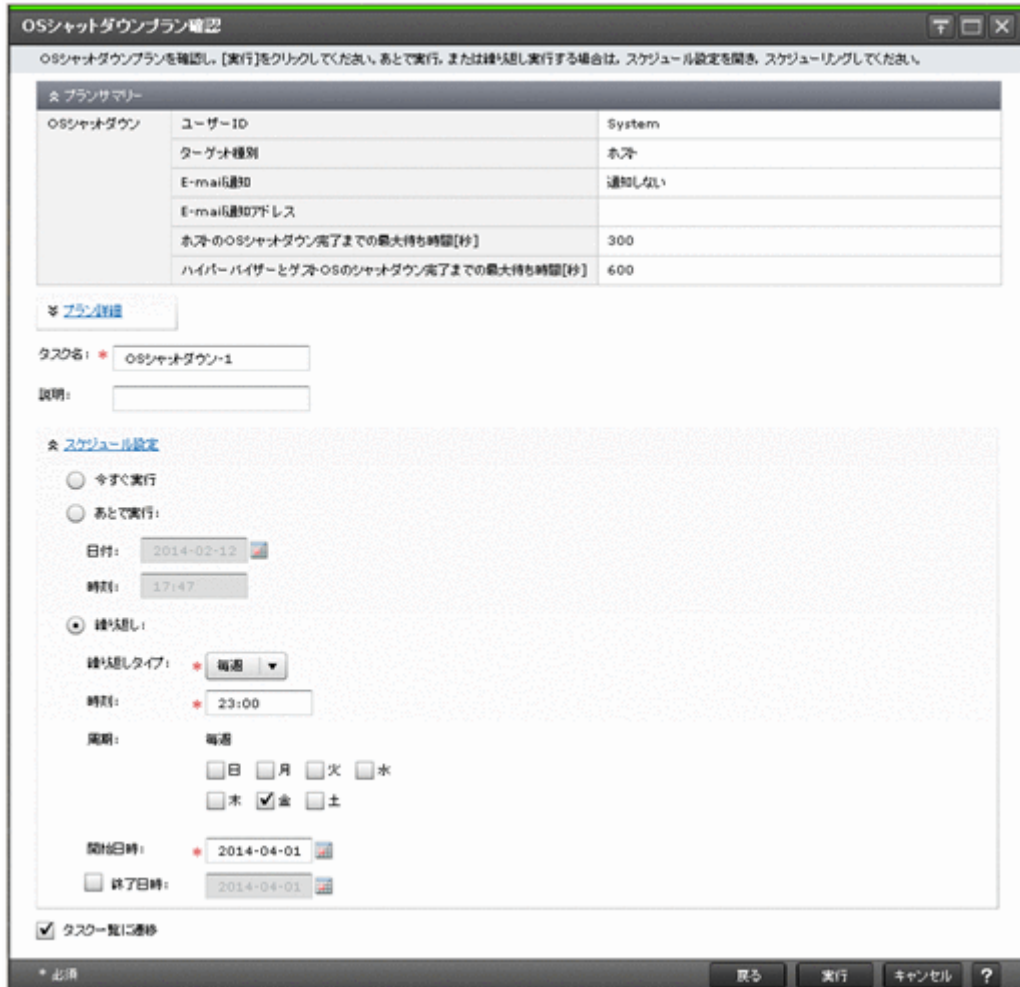 OSシャットダウンプラン確認
OSシャットダウンプランを確認し, [実行]をクリックしてください。あとで実行, または繰り返し実行する場合は, スケジュール設定を開き, スケジューリングしてください。
プランサマリー
OSシャットダウン ユーザーID System
ターゲット種別 ホスト
E-mail通知 通知しない
E-mail通知アドレス
ホストのOSシャットダウン完了までの最大待ち時間[秒] 300
ハイパーバイザーとゲストOSのシャットダウン完了までの最大待ち時間[秒] 600
プラン詳細
タスク名: * OSシャットダウン-1
説明:
スケジュール設定
今すぐ実行
あとで実行:
日付: 2014-02-12
時刻: 17:47
繰り返し:
繰り返しタイプ: * 毎週
時刻: * 23:00
周期: 毎週
日 月 火 水
木 金 土
開始日時: * 2014-04-01
終了日時: 2014-04-01
タスク一覧に遷移
* 必須 戻る 実行 キャンセル ?